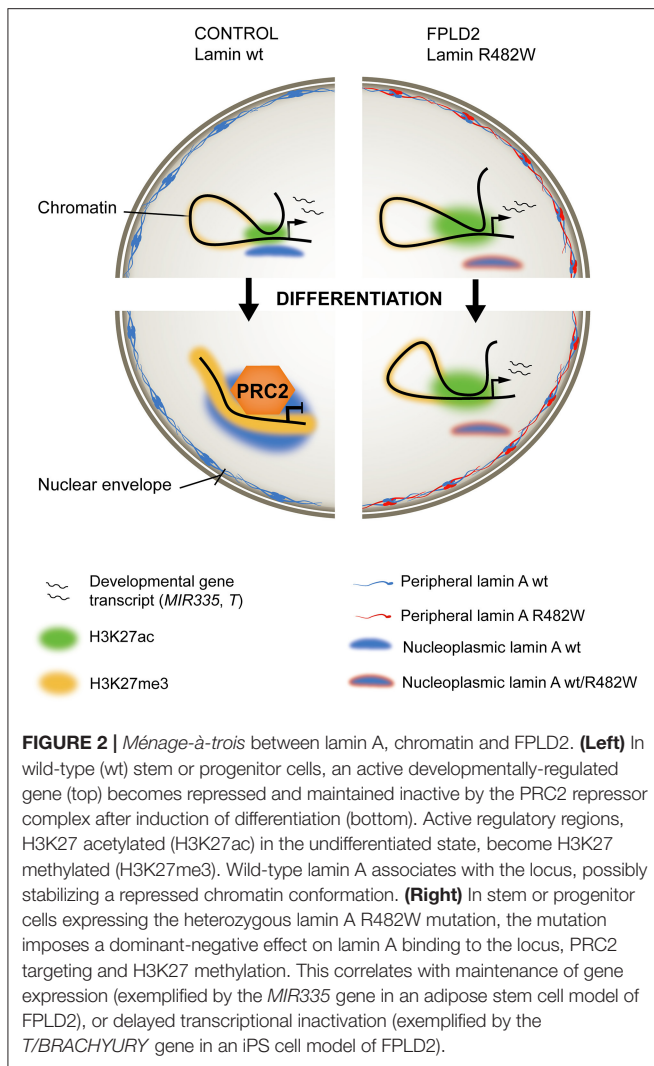 CONTROL
Lamin wt
FPLD2
Lamin R482W
Chromatin
DIFFERENTIATION
PRC2
Nuclear envelope
Developmental gene
transcript (MIR335, T)
H3K27ac
H3K27me3
Peripheral lamin A wt
Peripheral lamin A R482W
Nucleoplasmic lamin A wt
Nucleoplasmic lamin A wt/R482W
FIGURE 2 | Ménage-à-trois between lamin A, chromatin and FPLD2. (Left) In
wild-type (wt) stem or progenitor cells, an active developmentally-regulated
gene (top) becomes repressed and maintained inactive by the PRC2 repressor
complex after induction of differentiation (bottom). Active regulatory regions,
H3K27 acetylated (H3K27ac) in the undifferentiated state, become H3K27
methylated (H3K27me3). Wild-type lamin A associates with the locus, possibly
stabilizing a repressed chromatin conformation. (Right) In stem or progenitor
cells expressing the heterozygous lamin A R482W mutation, the mutation
imposes a dominant-negative effect on lamin A binding to the locus, PRC2
targeting and H3K27 methylation. This correlates with maintenance of gene
expression (exemplified by the MIR335 gene in an adipose stem cell model of
FPLD2), or delayed transcriptional inactivation (exemplified by the
T/BRACHYURY gene in an iPS cell model of FPLD2).